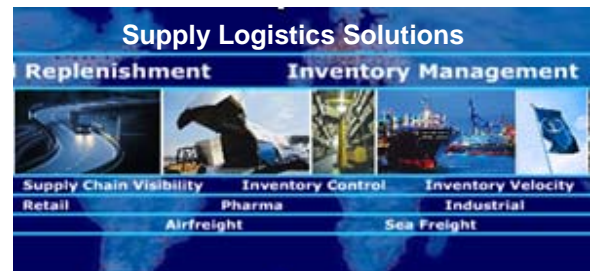 Supply Logistics Solutions
Replenishment Inventory Management
Supply Chain Visibility Inventory Control Inventory Velocity
Retail Pharma Industrial
Airfreight Sea Freight